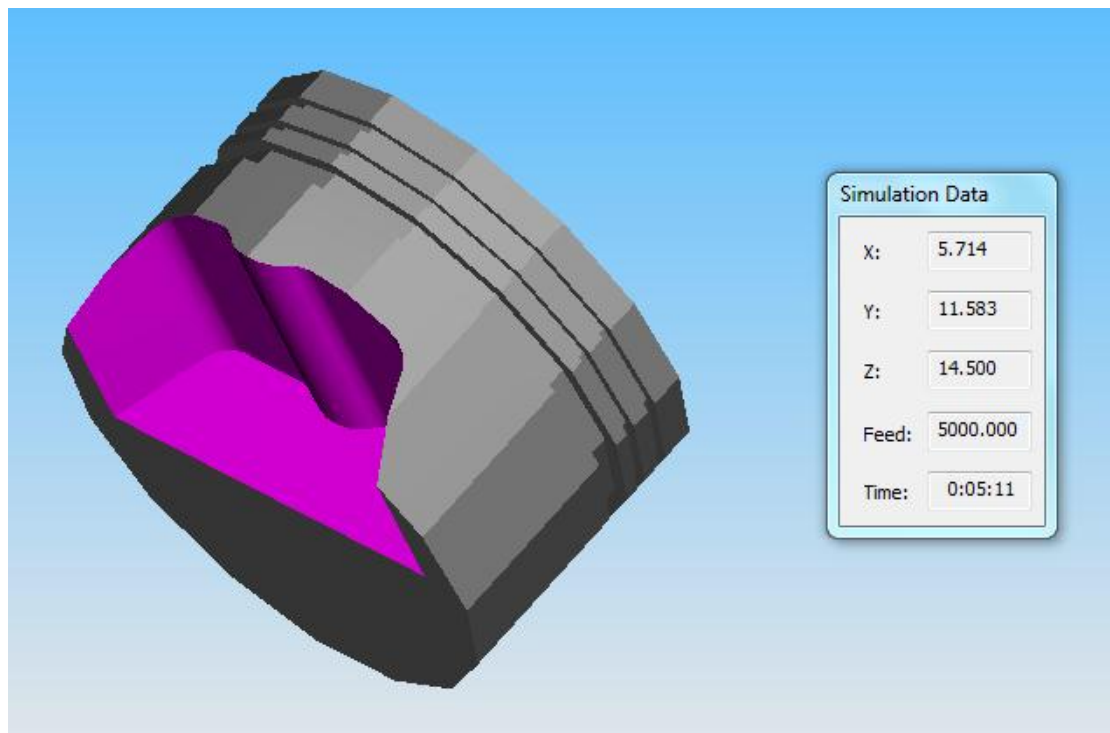 Simulation Data
X: 5.714
Y: 11.583
Z: 14.500
Feed: 5000.000
Time: 0:05:11